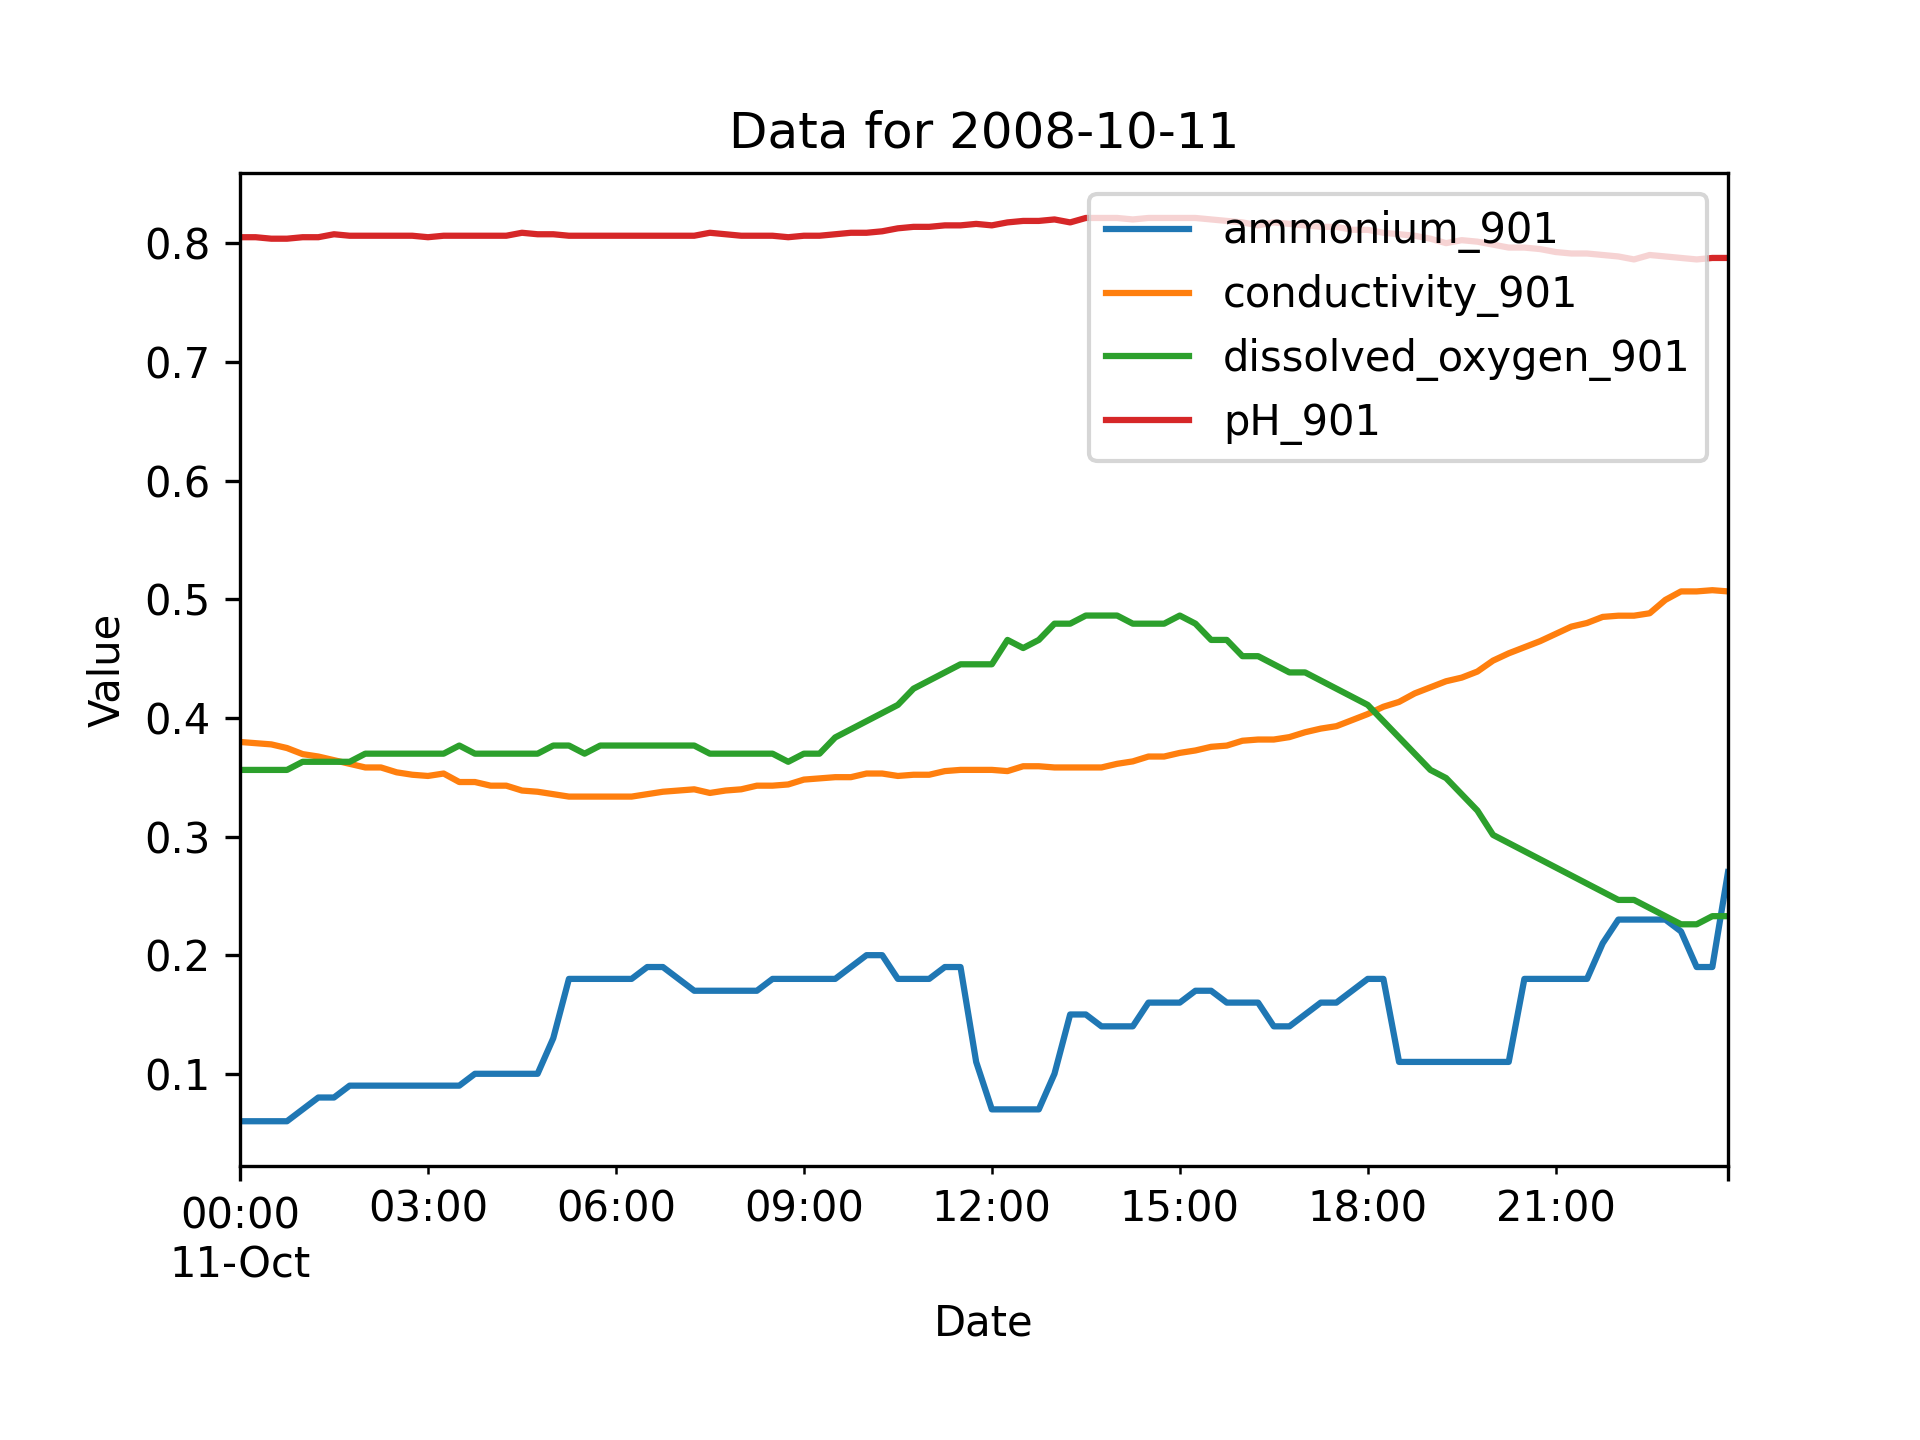 Data for 2008-10-11
ammonium_901
conductivity_901
dissolved_oxygen_901
pH_901
0.8
0.7
0.6
0.5
0.4
0.3
0.2
0.1
Value
00:00 03:00 06:00 09:00 12:00 15:00 18:00 21:00
11-Oct
Date